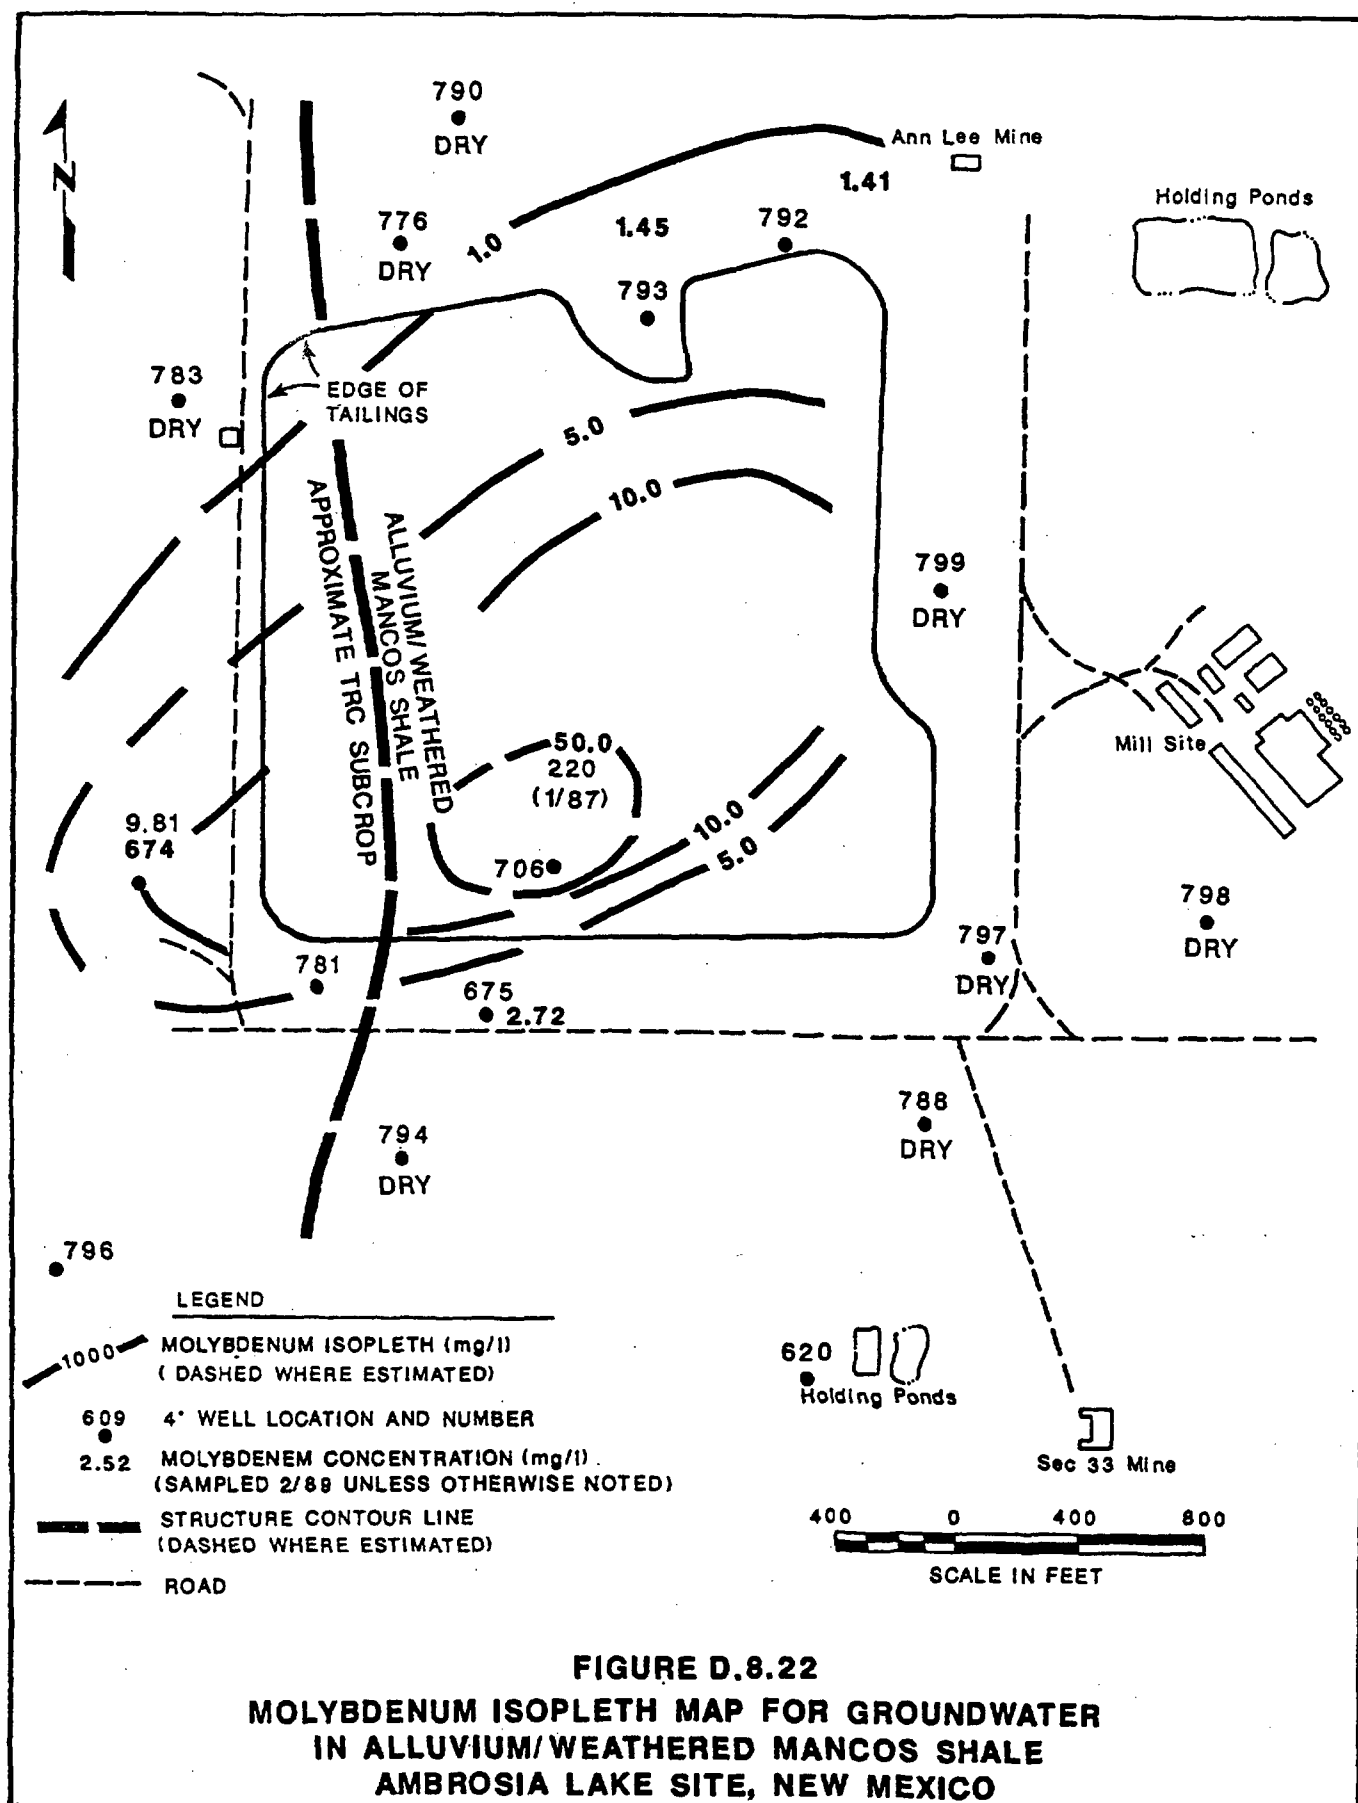 790
DRY
N
Ann Lee Mine
1.41
Holding Ponds
776
DRY
1.0
1.45
792
793
783
DRY
EDGE OF
TAILINGS
5.0
10.0
ALLUVIUM/WEATHERED
MANCOS SHALE
APPROXIMATE TRC SUBCROP
799
DRY
Mill Site
50.0
220
(1/87)
10.0
5.0
9.81
674
706
798
DRY
797
DRY
781
675
2.72
788
DRY
794
DRY
796
LEGEND
1000
MOLYBDENUM ISOPLETH (mg/l)
( DASHED WHERE ESTIMATED)
609
4" WELL LOCATION AND NUMBER
2.52
MOLYBDENEM CONCENTRATION (mg/l)
(SAMPLED 2/89 UNLESS OTHERWISE NOTED)
STRUCTURE CONTOUR LINE
(DASHED WHERE ESTIMATED)
ROAD
620
Holding Ponds
Sec 33 Mine
400 0 400 800
SCALE IN FEET
FIGURE D.8.22
MOLYBDENUM ISOPLETH MAP FOR GROUNDWATER
IN ALLUVIUM/WEATHERED MANCOS SHALE
AMBROSIA LAKE SITE, NEW MEXICO